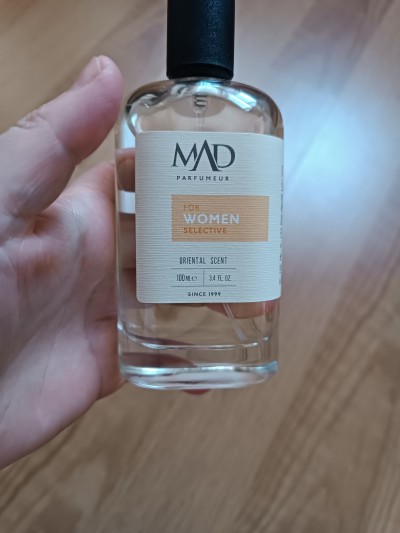 MAD
PARFUMEUR
FOR
WOMEN
SELECTIVE
ORIENTAL SCENT
100ML℮ 3.4 FL. OZ.
SINCE 1999